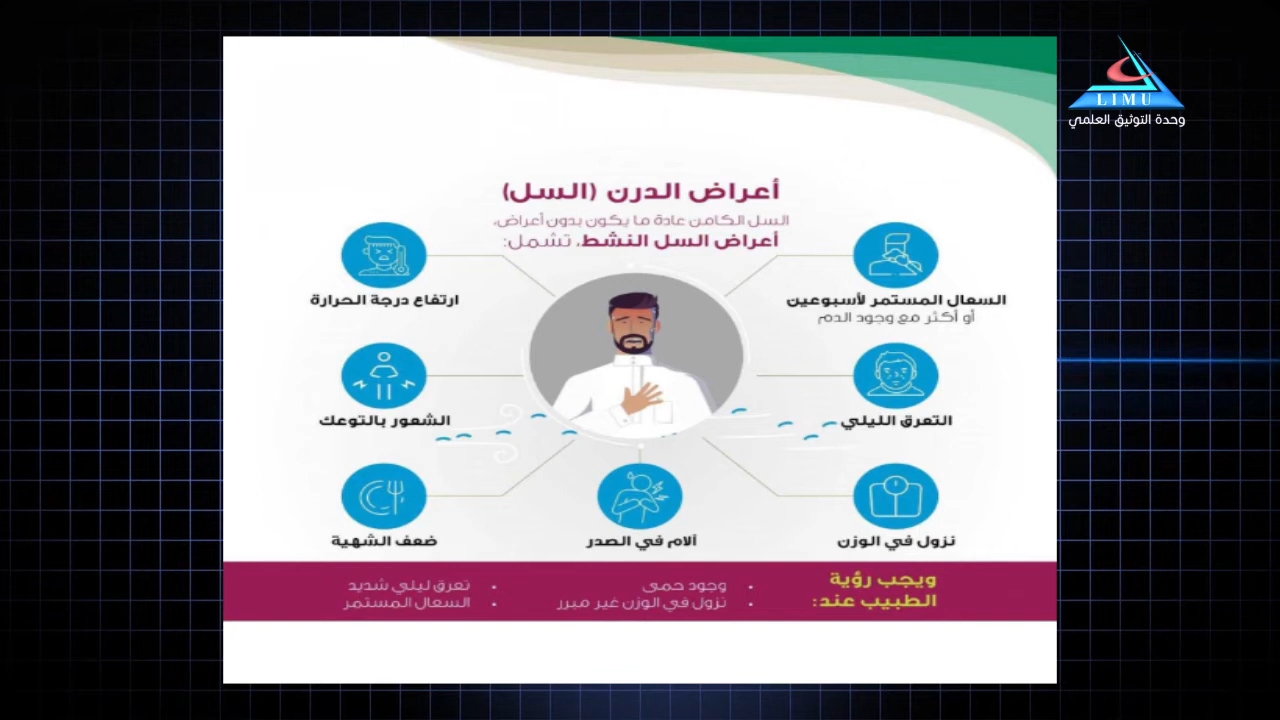 LIMU
وحدة التوثيق العلمي
أعراض الدرن (السل)
السل الكامن عادة ما يكون بدون أعراض،
أعراض السل النشط، تشمل:
السعال المستمر لأسبوعين
أو أكثر مع وجود الدم
ارتفاع درجة الحرارة
التعرق الليلي
الشعور بالتوعك
نزول في الوزن
آلام في الصدر
ضعف الشهية
ويجب رؤية
الطبيب عند:
• وجود حمى
• نزول في الوزن غير مبرر
• تعرق ليلي شديد
• السعال المستمر